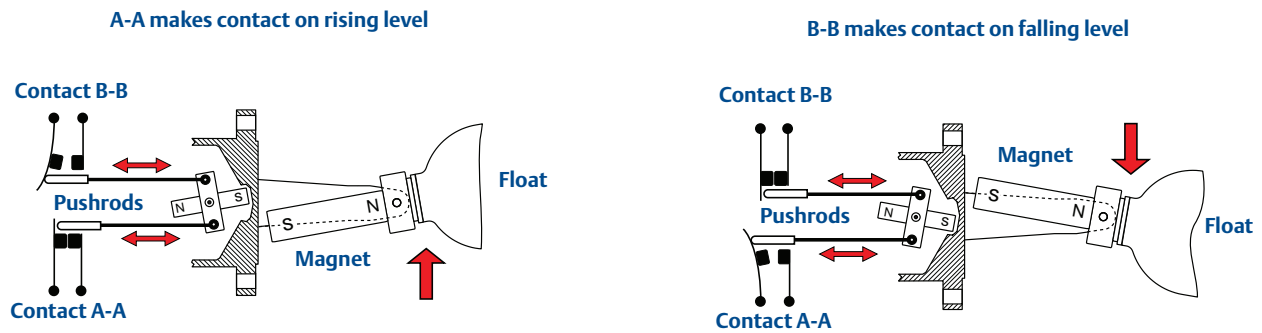 A-A makes contact on rising level
Contact B-B
Pushrods
N S
S N
Float
Magnet
Contact A-A
B-B makes contact on falling level
Contact B-B
Magnet
Pushrods
N S
S N
Float
Contact A-A